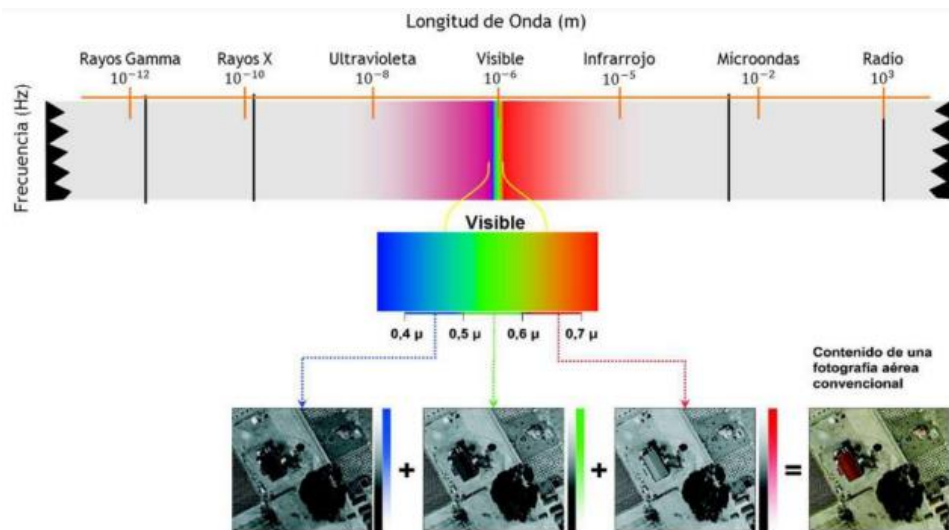 Longitud de Onda (m)
Rayos Gamma Rayos X Ultravioleta Visible Infrarrojo Microondas Radio
10⁻¹² 10⁻¹⁰ 10⁻⁸ 10⁻⁶ 10⁻⁵ 10⁻² 10³
Frecuencia (Hz)
Visible
0,4 µ 0,5 µ 0,6 µ 0,7 µ
Contenido de una
fotografía aérea
convencional
+ + =